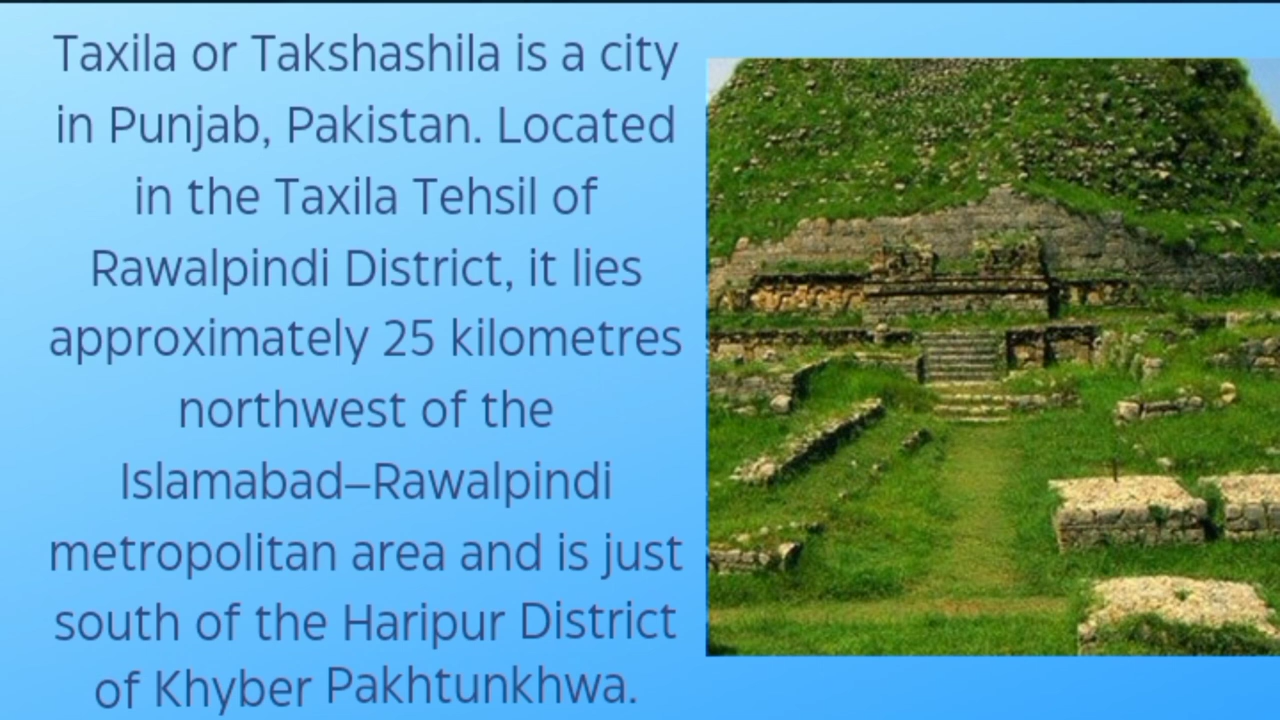 Taxila or Takshashila is a city
in Punjab, Pakistan. Located
in the Taxila Tehsil of
Rawalpindi District, it lies
approximately 25 kilometres
northwest of the
Islamabad–Rawalpindi
metropolitan area and is just
south of the Haripur District
of Khyber Pakhtunkhwa.